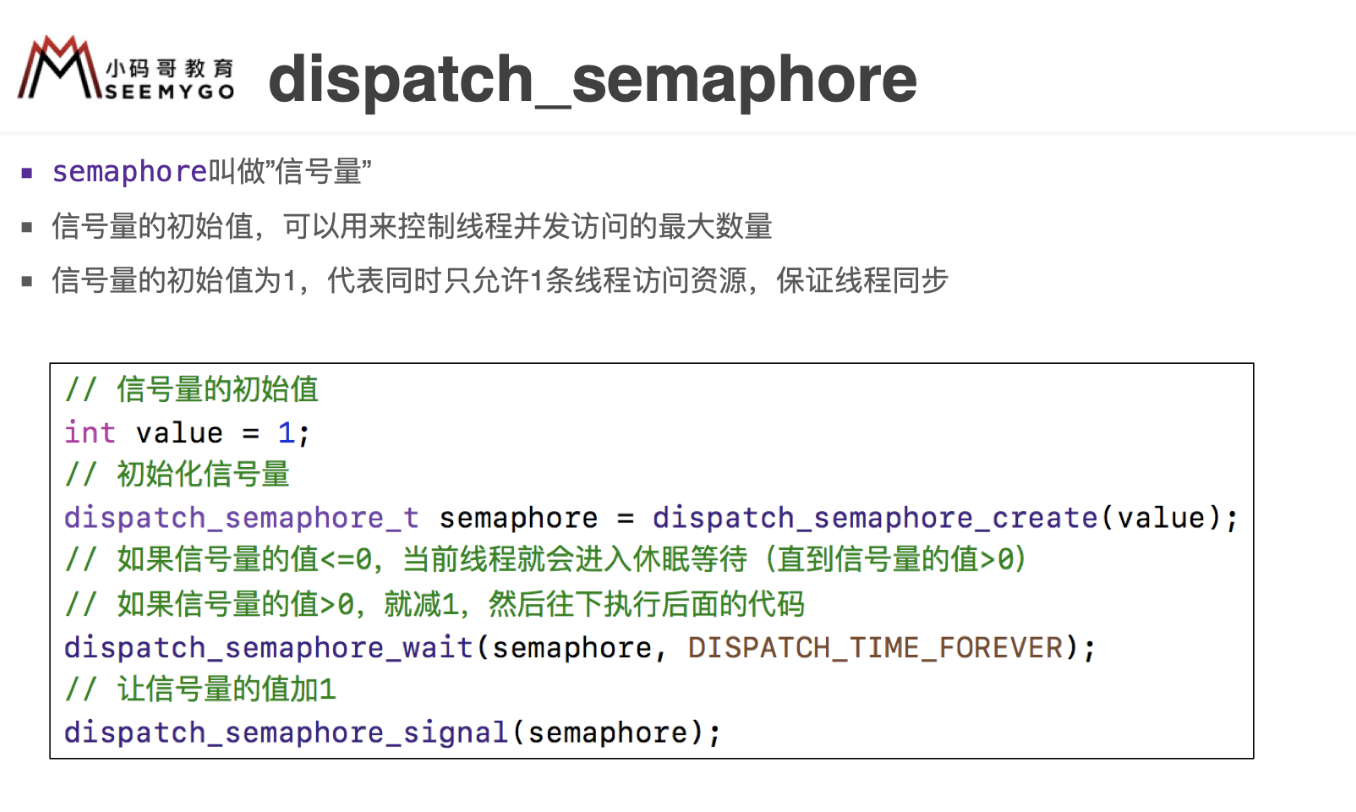 小码哥教育
SEEMYGO
dispatch_semaphore
semaphore叫做”信号量”
信号量的初始值，可以用来控制线程并发访问的最大数量
信号量的初始值为1，代表同时只允许1条线程访问资源，保证线程同步
// 信号量的初始值
int value = 1;
// 初始化信号量
dispatch_semaphore_t semaphore = dispatch_semaphore_create(value);
// 如果信号量的值<=0，当前线程就会进入休眠等待（直到信号量的值>0）
// 如果信号量的值>0，就减1，然后往下执行后面的代码
dispatch_semaphore_wait(semaphore, DISPATCH_TIME_FOREVER);
// 让信号量的值加1
dispatch_semaphore_signal(semaphore);